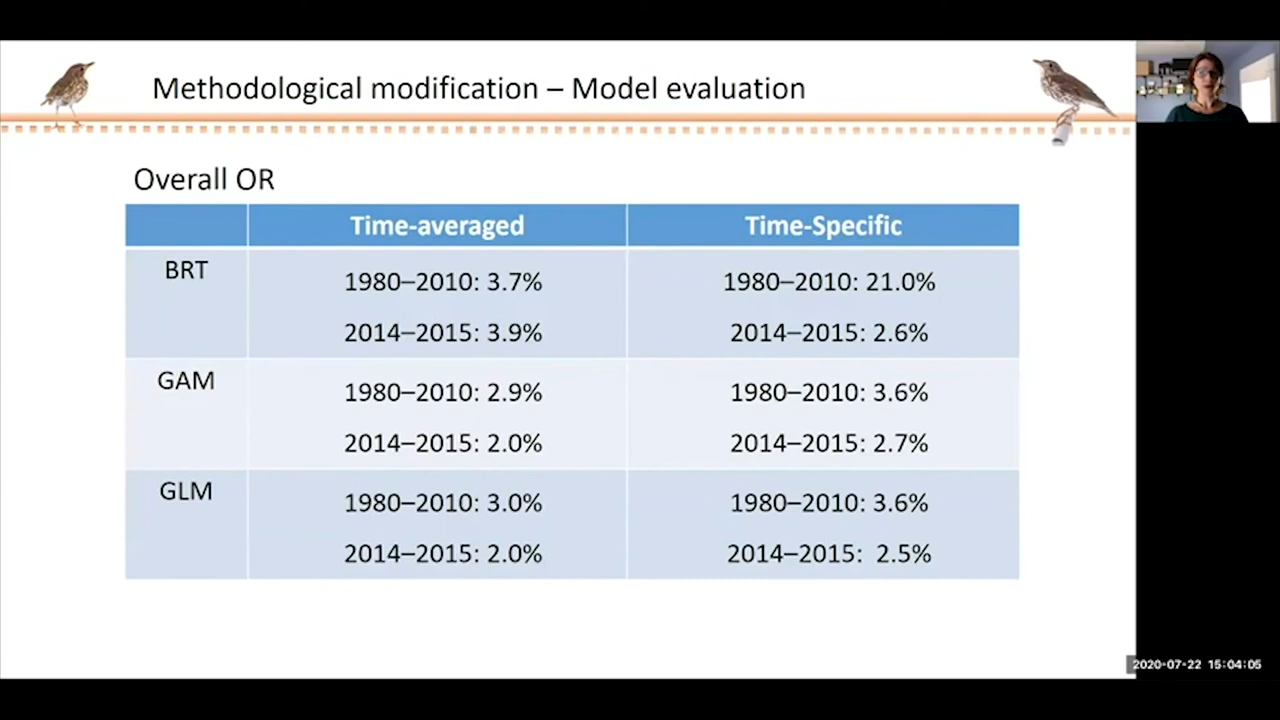 Methodological modification – Model evaluation
Overall OR
Time-averaged Time-Specific
BRT
1980–2010: 3.7% 1980–2010: 21.0%
2014–2015: 3.9% 2014–2015: 2.6%
GAM
1980–2010: 2.9% 1980–2010: 3.6%
2014–2015: 2.0% 2014–2015: 2.7%
GLM
1980–2010: 3.0% 1980–2010: 3.6%
2014–2015: 2.0% 2014–2015: 2.5%
2020-07-22 15:04:05